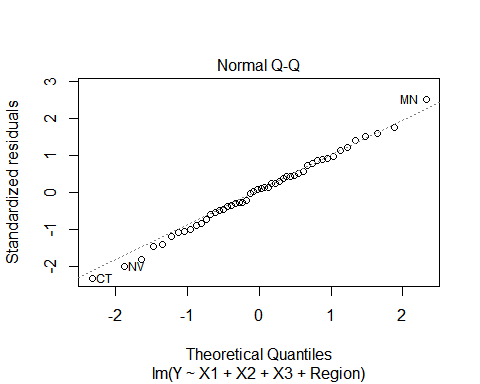 Normal Q-Q
Standardized residuals
3
2
1
0
-1
-2
MN
NV
CT
-2
-1
0
1
2
Theoretical Quantiles
lm(Y ~ X1 + X2 + X3 + Region)